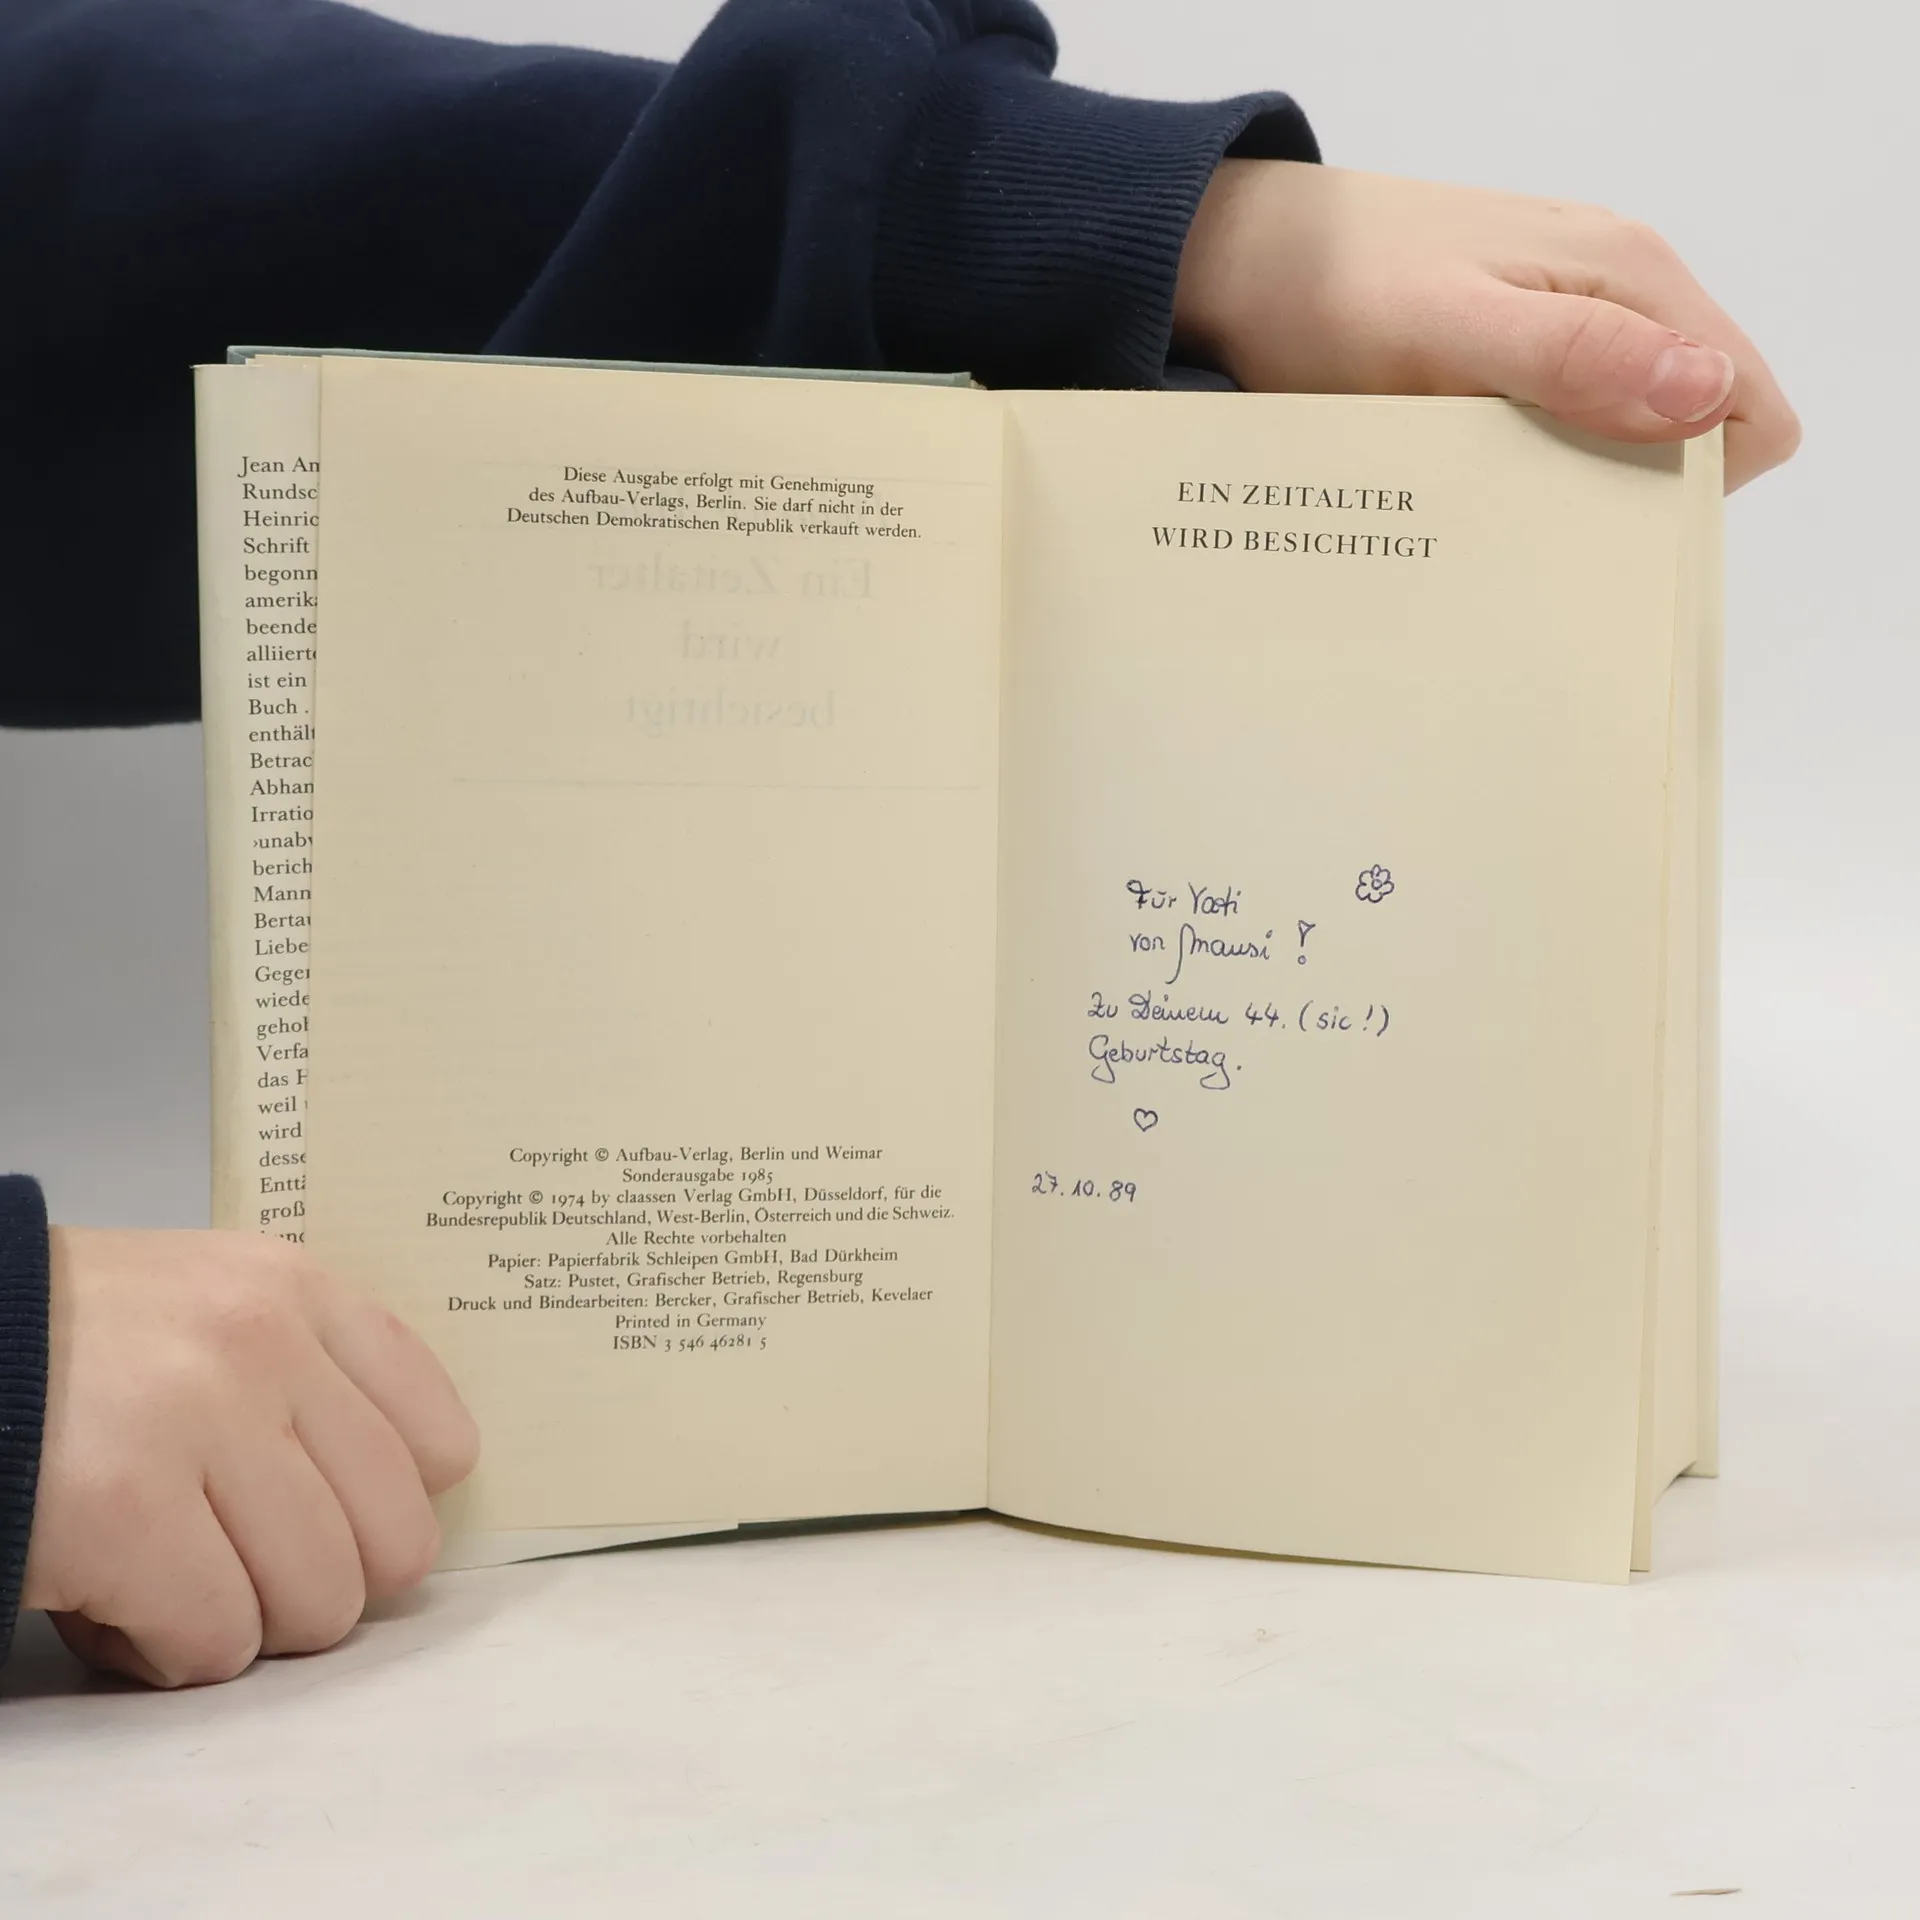 Jean An
Rundsc
Heinric
Schrift
begonn
amerika
beende
alliierte
ist ein
Buch .
enthält
Betrac
Abhan
Irratio
›unabw
berich
Mann
Bertau
Liebe
Gegen
wiede
gehol
Verfa
das H
weil
wird
desse
Enttä
groß
Diese Ausgabe erfolgt mit Genehmigung
des Aufbau-Verlags, Berlin. Sie darf nicht in der
Deutschen Demokratischen Republik verkauft werden.
Ein Zeitalter
wird
besichtigt
Copyright © Aufbau-Verlag, Berlin und Weimar
Sonderausgabe 1985
Copyright © 1974 by claassen Verlag GmbH, Düsseldorf, für die
Bundesrepublik Deutschland, West-Berlin, Österreich und die Schweiz.
Alle Rechte vorbehalten
Papier: Papierfabrik Schleipen GmbH, Bad Dürkheim
Satz: Pustet, Grafischer Betrieb, Regensburg
Druck und Bindearbeiten: Bercker, Grafischer Betrieb, Kevelaer
Printed in Germany
ISBN 3 546 46281 5
EIN ZEITALTER
WIRD BESICHTIGT
Für
von Mausi !
Zu Deinem 44. (sic!)
Geburtstag.
27.10.89